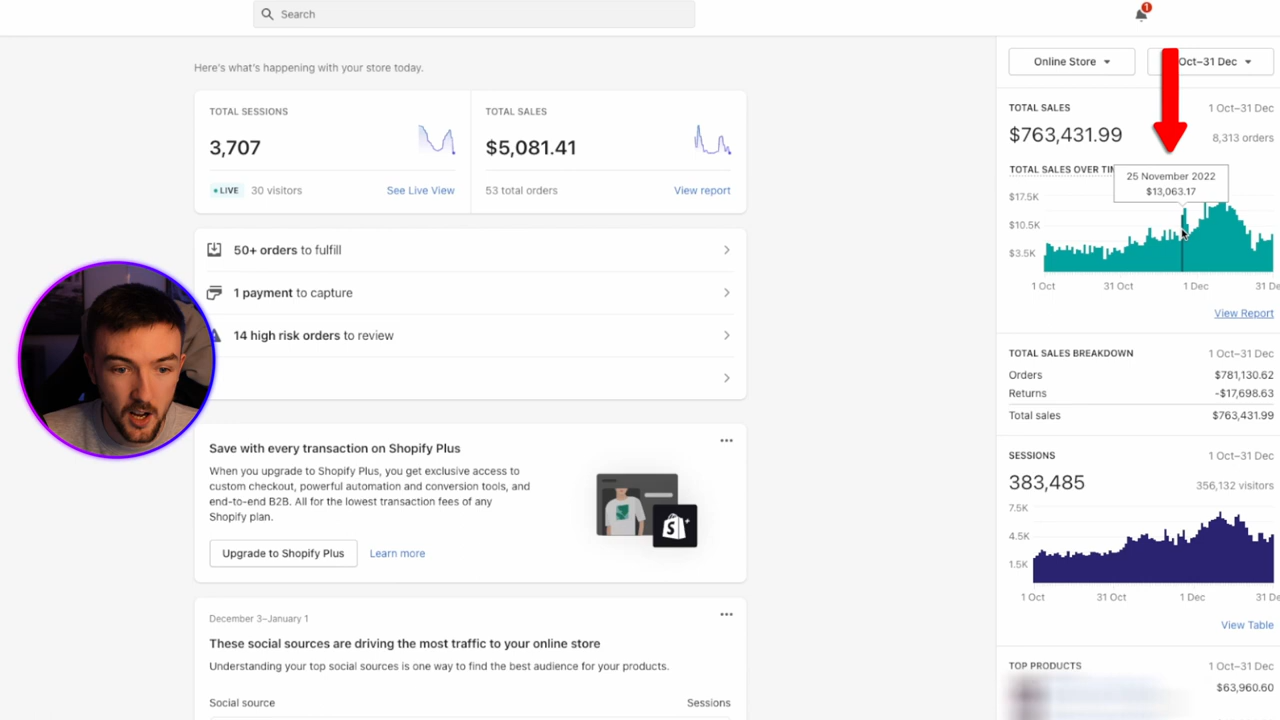 Search
1
Here's what's happening with your store today.
TOTAL SESSIONS
3,707
LIVE 30 visitors
See Live View
TOTAL SALES
$5,081.41
53 total orders
View report
50+ orders to fulfill
1 payment to capture
14 high risk orders to review
Save with every transaction on Shopify Plus
When you upgrade to Shopify Plus, you get exclusive access to
custom checkout, powerful automation and conversion tools, and
end-to-end B2B. All for the lowest transaction fees of any
Shopify plan.
Upgrade to Shopify Plus
Learn more
December 3–January 1
These social sources are driving the most traffic to your online store
Understanding your top social sources is one way to find the best audience for your products.
Social source
Sessions
Online Store
Oct–31 Dec
TOTAL SALES
1 Oct–31 Dec
$763,431.99
8,313 orders
TOTAL SALES OVER TIM
25 November 2022
$13,063.17
$17.5K
$10.5K
$3.5K
1 Oct
31 Oct
1 Dec
31 De
View Report
TOTAL SALES BREAKDOWN
1 Oct–31 Dec
Orders
$781,130.62
Returns
-$17,698.63
Total sales
$763,431.99
SESSIONS
1 Oct–31 Dec
383,485
356,132 visitors
7.5K
4.5K
1.5K
1 Oct
31 Oct
1 Dec
31 De
View Table
TOP PRODUCTS
1 Oct–31 Dec
$63,960.60